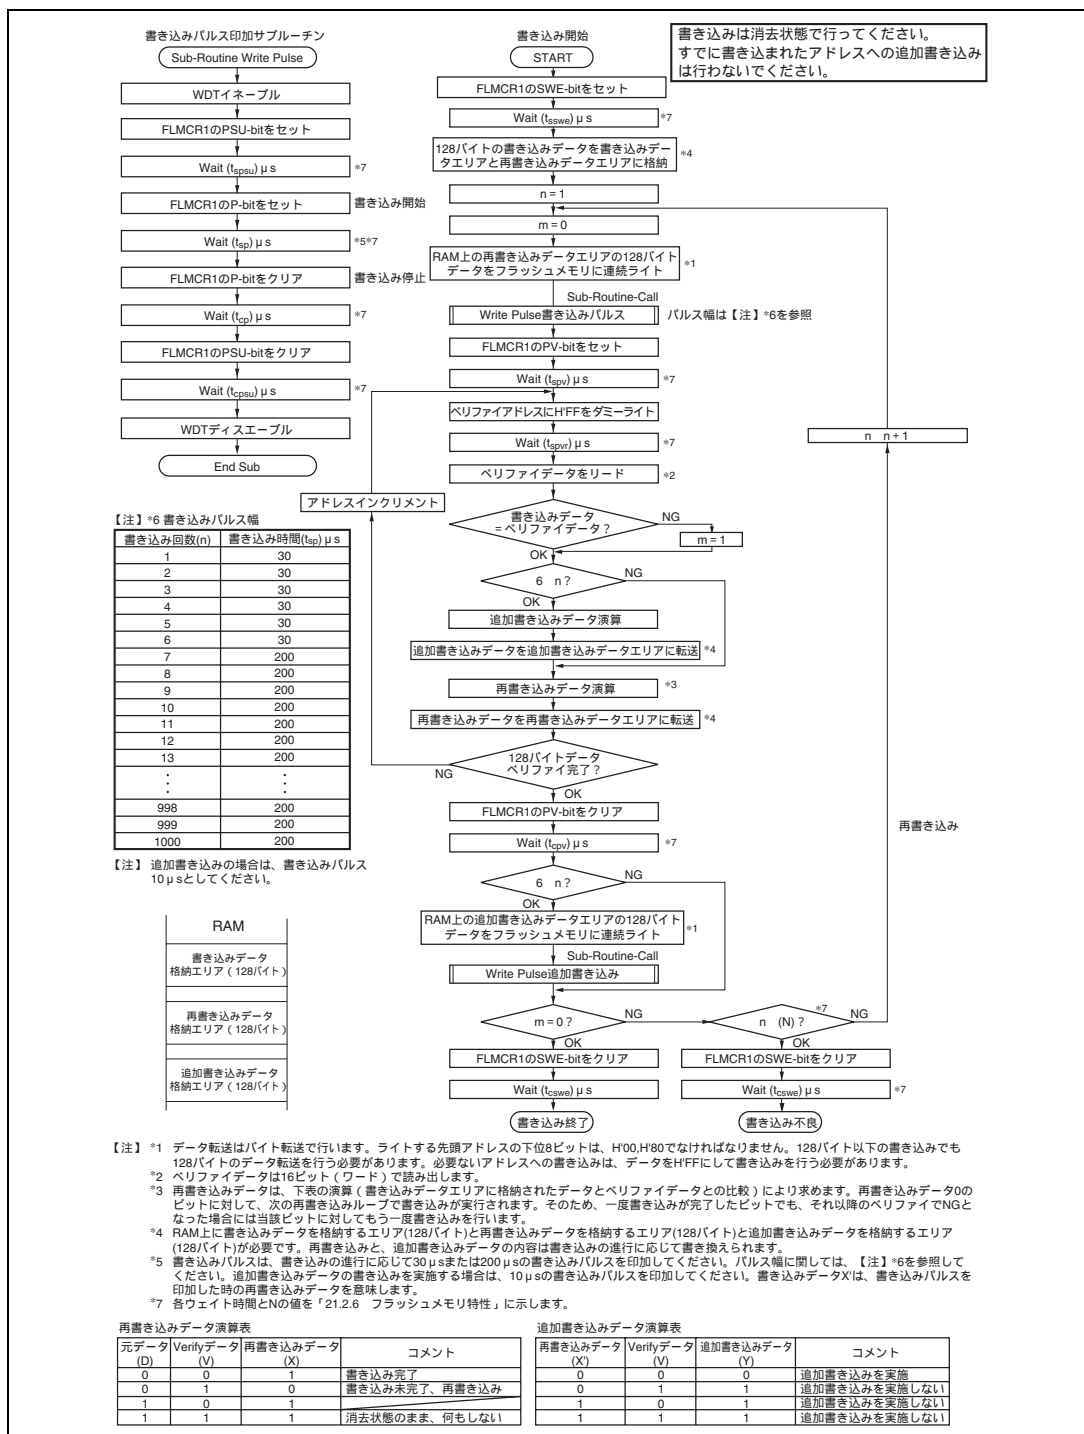 書き込みパルス印加サブルーチン
Sub-Routine Write Pulse
WDTイネーブル
FLMCR1のPSU-bitをセット
Wait (tspsu) μs *7
FLMCR1のP-bitをセット 書き込み開始
Wait (tsp) μs *5*7
FLMCR1のP-bitをクリア 書き込み停止
Wait (tcp) μs *7
FLMCR1のPSU-bitをクリア
Wait (tcpsu) μs *7
WDTディスエーブル
End Sub
書き込み開始
START
FLMCR1のSWE-bitをセット
Wait (tsswe) μs *7
128バイトの書き込みデータを書き込みデー
タエリアと再書き込みデータエリアに格納 *4
n = 1
m = 0
RAM上の再書き込みデータエリアの128バイト
データをフラッシュメモリに連続ライト *1
Sub-Routine-Call
Write Pulse書き込みパルス パルス幅は【注】*6を参照
FLMCR1のPV-bitをセット
Wait (tspv) μs *7
ベリファイアドレスにH'FFをダミーライト
Wait (tspvr) μs *7
ベリファイデータをリード *2
アドレスインクリメント
書き込みデータ
= ベリファイデータ?
NG
m = 1
OK
6 n?
NG
OK
追加書き込みデータ演算
追加書き込みデータを追加書き込みデータエリアに転送 *4
再書き込みデータ演算 *3
再書き込みデータを再書き込みデータエリアに転送 *4
128バイトデータ
ベリファイ完了?
NG
OK
FLMCR1のPV-bitをクリア
Wait (tcpv) μs *7
6 n?
NG
OK
RAM上の追加書き込みデータエリアの128バイト
データをフラッシュメモリに連続ライト *1
Sub-Routine-Call
Write Pulse追加書き込み
m = 0?
NG
OK
FLMCR1のSWE-bitをクリア
Wait (tcswe) μs
書き込み終了
n (N)?
*7
NG
OK
FLMCR1のSWE-bitをクリア
Wait (tcswe) μs *7
書き込み不良
n n + 1
再書き込み
書き込みは消去状態で行ってください。
すでに書き込まれたアドレスへの追加書き込み
は行わないでください。
【注】*6 書き込みパルス幅
書き込み回数(n) 書き込み時間(tsp) μs
1 30
2 30
3 30
4 30
5 30
6 30
7 200
8 200
9 200
10 200
11 200
12 200
13 200
998 200
999 200
1000 200
【注】 追加書き込みの場合は、書き込みパルス
10μsとしてください。
RAM
書き込みデータ
格納エリア(128バイト)
再書き込みデータ
格納エリア(128バイト)
追加書き込みデータ
格納エリア(128バイト)
【注】 *1 データ転送はバイト転送で行います。ライトする先頭アドレスの下位8ビットは、H'00,H'80でなければなりません。128バイト以下の書き込みでも
128バイトのデータ転送を行う必要があります。必要ないアドレスへの書き込みは、データをH'FFにして書き込みを行う必要があります。
*2 ベリファイデータは16ビット(ワード)で読み出します。
*3 再書き込みデータは、下表の演算(書き込みデータエリアに格納されたデータとベリファイデータとの比較)により求めます。再書き込みデータ0の
ビットに対して、次の再書き込みループで書き込みが実行されます。そのため、一度書き込みが完了したビットでも、それ以降のベリファイでNGと
なった場合には当該ビットに対してもう一度書き込みを行います。
*4 RAM上に書き込みデータを格納するエリア(128バイト)と再書き込みデータを格納するエリア(128バイト)と追加書き込みデータを格納するエリア
(128バイト)が必要です。再書き込みと、追加書き込みデータの内容は書き込みの進行に応じて書き換えられます。
*5 書き込みパルスは、書き込みの進行に応じて30μsまたは200μsの書き込みパルスを印加してください。パルス幅に関しては、【注】*6を参照して
ください。追加書き込みデータの書き込みを実施する場合は、10μsの書き込みパルスを印加してください。書き込みデータX'は、書き込みパルスを
印加した時の再書き込みデータを意味します。
*7 各ウェイト時間とNの値を「21.2.6 フラッシュメモリ特性」に示します。
再書き込みデータ演算表
元データ(D) Verifyデータ(V) 再書き込みデータ(X) コメント
0 0 1 書き込み完了
0 1 0 書き込み未完了、再書き込み
1 0 1
1 1 1 消去状態のまま、何もしない
追加書き込みデータ演算表
再書き込みデータ(X') Verifyデータ(V) 追加書き込みデータ(Y) コメント
0 0 0 追加書き込みを実施
0 1 1 追加書き込みを実施しない
1 0 1 追加書き込みを実施しない
1 1 1 追加書き込みを実施しない